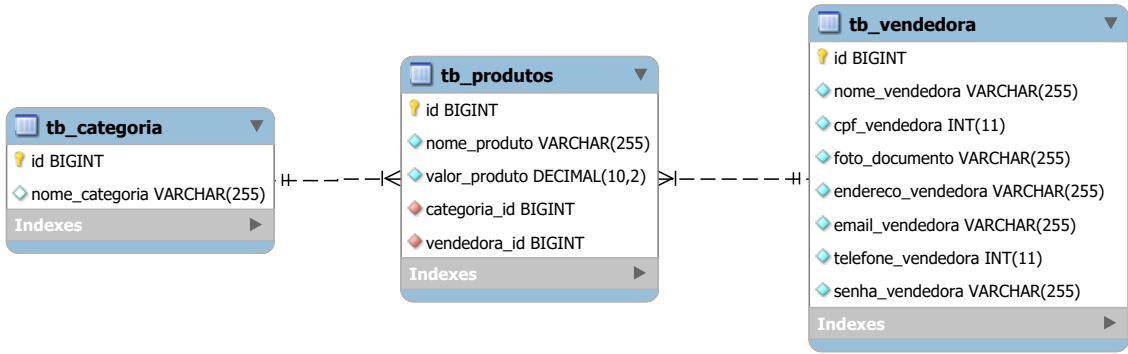 tb_categoria
id BIGINT
nome_categoria VARCHAR(255)
Indexes
tb_produtos
id BIGINT
nome_produto VARCHAR(255)
valor_produto DECIMAL(10,2)
categoria_id BIGINT
vendedora_id BIGINT
Indexes
tb_vendedora
id BIGINT
nome_vendedora VARCHAR(255)
cpf_vendedora INT(11)
foto_documento VARCHAR(255)
endereco_vendedora VARCHAR(255)
email_vendedora VARCHAR(255)
telefone_vendedora INT(11)
senha_vendedora VARCHAR(255)
Indexes